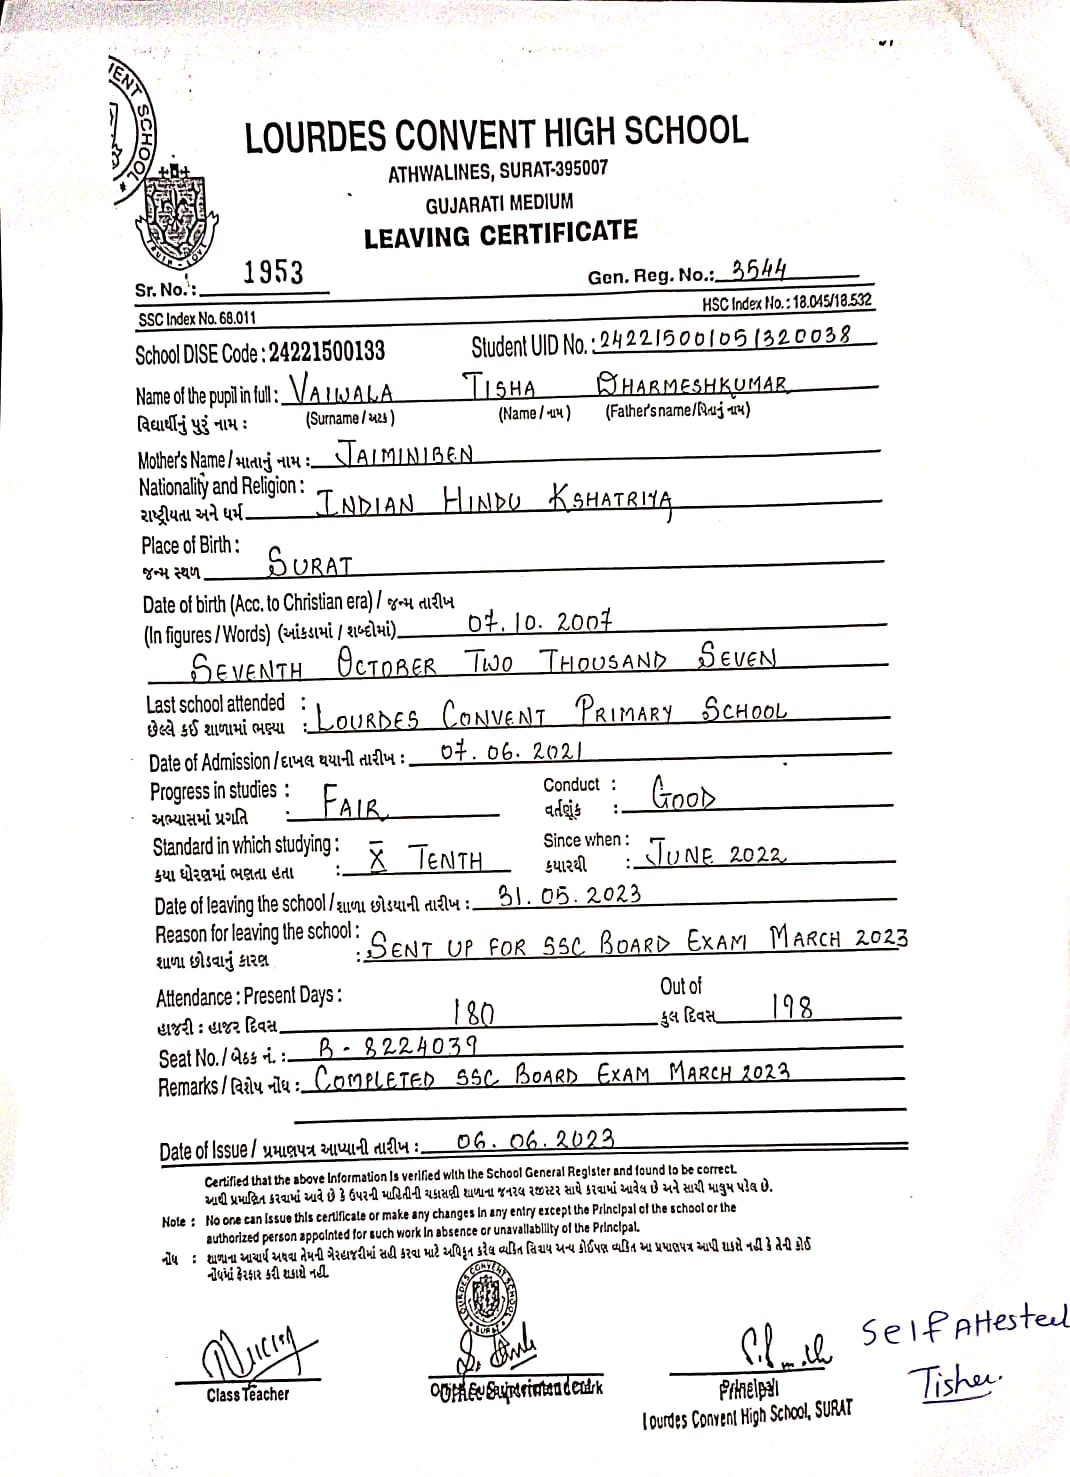 LOURDES CONVENT HIGH SCHOOL
ATHWALINES, SURAT-395007
GUJARATI MEDIUM
LEAVING CERTIFICATE
Sr. No.: 1953 Gen. Reg. No.: 3544
SSC Index No. 68.011 HSC Index No.: 18.045/18.532
School DISE Code : 24221500133 Student UID No.: 242215001051320038
Name of the pupil in full : VAIWALA TISHA DHARMESHKUMAR
વિદ્યાર્થીનું પુરું નામ : (Surname / અટક) (Name / નામ) (Father's name / પિતાનું નામ)
Mother's Name / માતાનું નામ : JAIMINIBEN
Nationality and Religion : INDIAN HINDU KSHATRIYA
રાષ્ટ્રીયતા અને ધર્મ
Place of Birth : SURAT
જન્મ સ્થળ
Date of birth (Acc. to Christian era) / જન્મ તારીખ
(In figures / Words) (આંકડામાં / શબ્દોમાં) 07.10.2007
SEVENTH OCTOBER TWO THOUSAND SEVEN
Last school attended : LOURDES CONVENT PRIMARY SCHOOL
છેલ્લે કઈ શાળામાં ભણ્યા :
Date of Admission / દાખલ થયાની તારીખ : 07.06.2021
Progress in studies : FAIR Conduct : GOOD
અભ્યાસમાં પ્રગતિ : વર્તણૂંક :
Standard in which studying : X TENTH Since when : JUNE 2022
કયા ધોરણમાં ભણતા હતા : કયારથી :
Date of leaving the school / શાળા છોડયાની તારીખ : 31.05.2023
Reason for leaving the school : SENT UP FOR SSC BOARD EXAM MARCH 2023
શાળા છોડવાનું કારણ :
Attendance : Present Days : 180 Out of 198
હાજરી : હાજર દિવસ કુલ દિવસ
Seat No. / બેઠક નં. : B - 8224039
Remarks / વિશેષ નોંધ : COMPLETED SSC BOARD EXAM MARCH 2023
Date of Issue / પ્રમાણપત્ર આપ્યાની તારીખ : 06.06.2023
Certified that the above Information is verified with the School General Register and found to be correct.
આથી પ્રમાણિત કરવામાં આવે છે કે ઉપરની માહિતીની ચકાસણી શાળાના જનરલ રજીસ્ટર સાથે કરવામાં આવેલ છે અને સાચી માલુમ પડેલ છે.
Note : No one can issue this certificate or make any changes in any entry except the Principal of the school or the
authorized person appointed for such work in absence or unavailability of the Principal.
નોંધ : શાળાના આચાર્ય અથવા તેમની ગેરહાજરીમાં સહી કરવા માટે અધિકૃત કરેલ વ્યકિત સિવાય અન્ય કોઈપણ વ્યકિત આ પ્રમાણપત્ર આપી શકશે નહી કે તેની કોઈ
નોંધમાં ફેરફાર કરી શકશે નહી.
LOURDES CONVENT SCHOOL SURAT
Self Attested
Class Teacher Principal
Lourdes Convent High School, SURAT